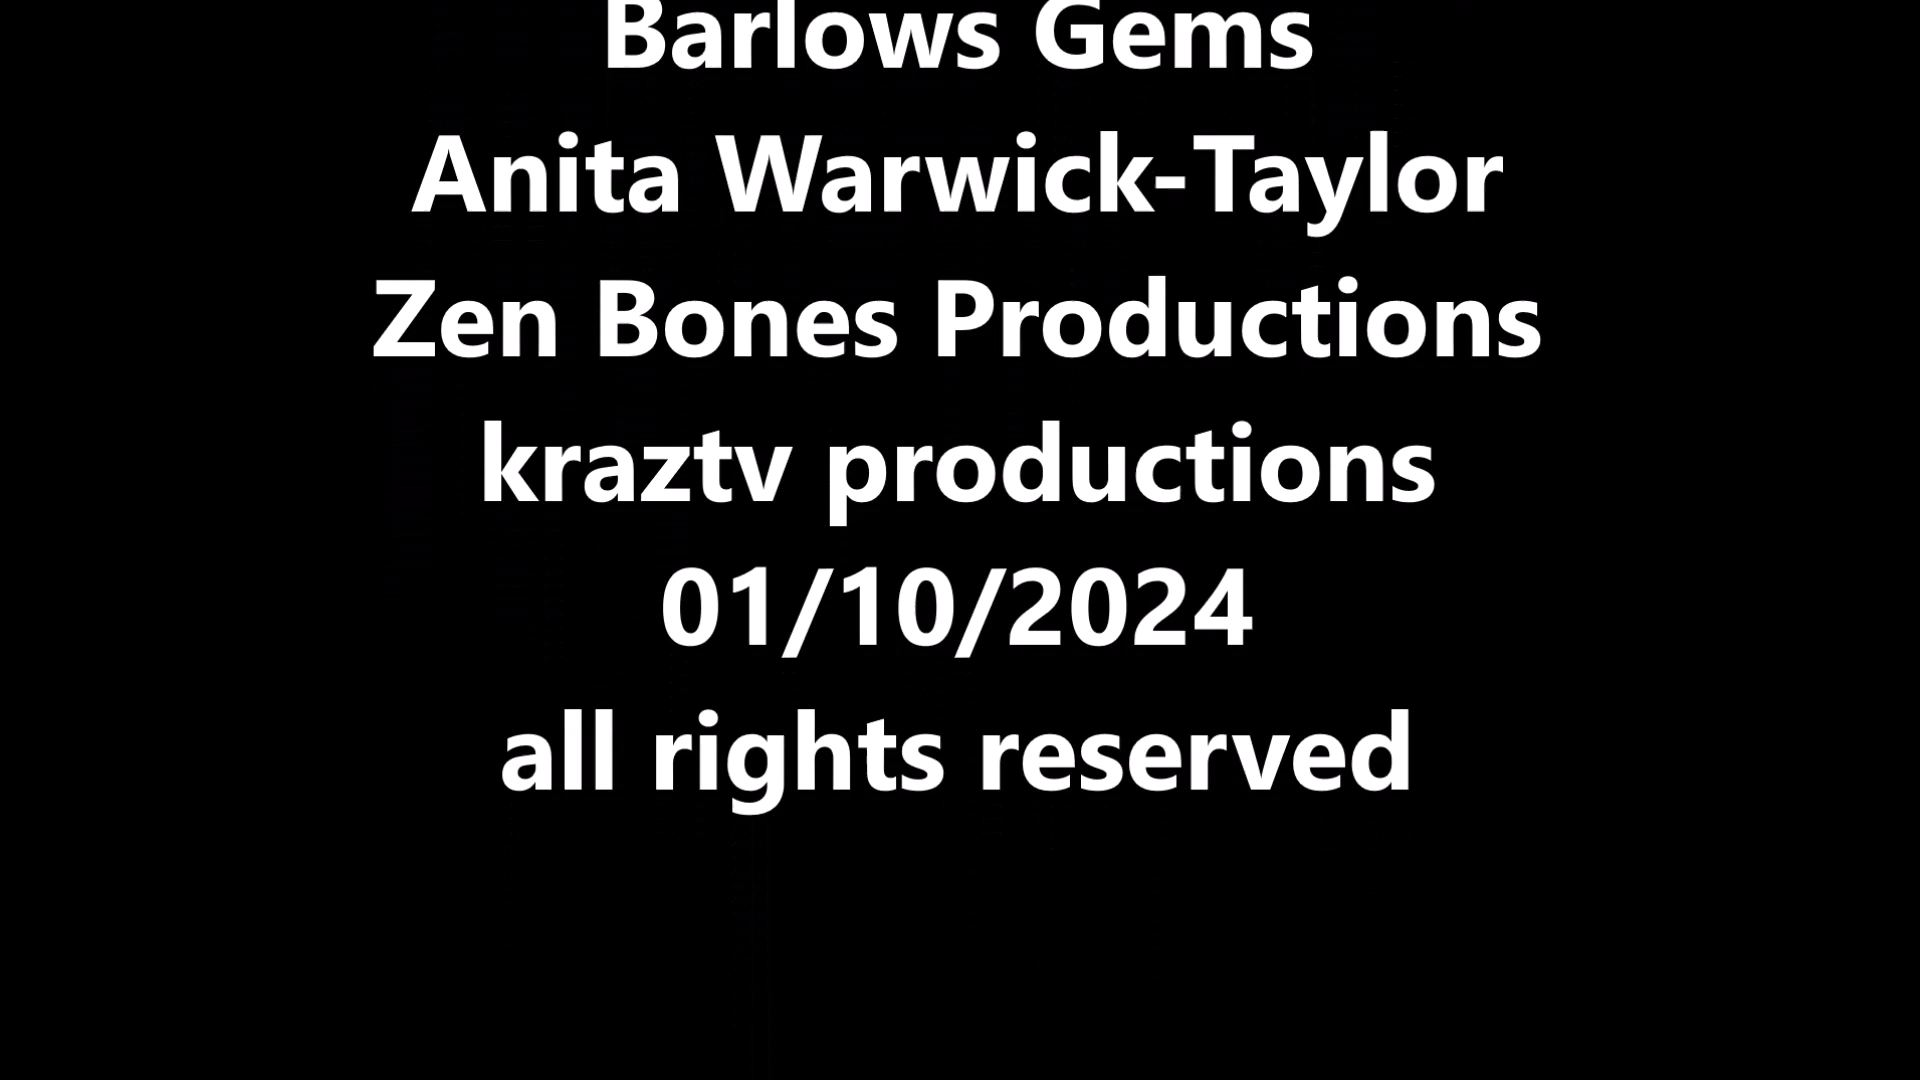 Barlows Gems
Anita Warwick-Taylor
Zen Bones Productions
kraztv productions
01/10/2024
all rights reserved